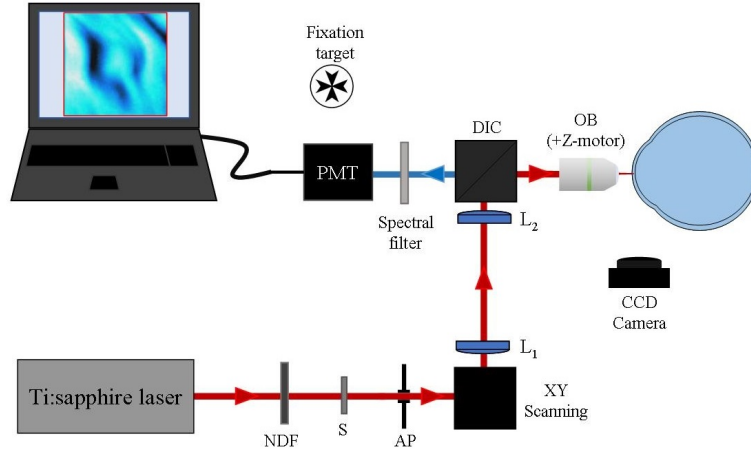 Fixation
target
DIC
OB
(+Z-motor)
PMT
Spectral
filter
L2
CCD
Camera
L1
Ti:sapphire laser
XY
Scanning
NDF
S
AP